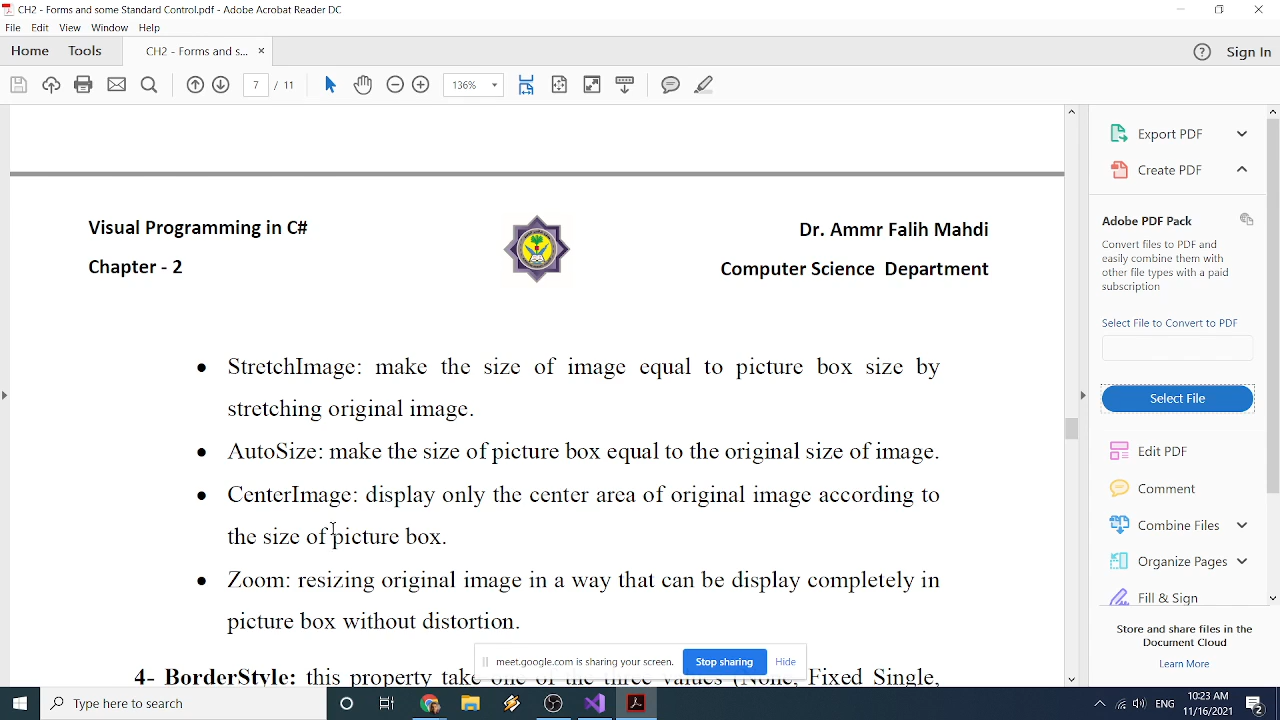 CH2 - Forms and some Standard Control.pdf - Adobe Acrobat Reader DC
File Edit View Window Help
Home Tools CH2 - Forms and s... × Sign In
7 / 11 136%
Visual Programming in C# Dr. Ammr Falih Mahdi
Chapter - 2 Computer Science Department
• StretchImage: make the size of image equal to picture box size by
stretching original image.
• AutoSize: make the size of picture box equal to the original size of image.
• CenterImage: display only the center area of original image according to
the size of picture box.
• Zoom: resizing original image in a way that can be display completely in
picture box without distortion.
4- BorderStyle: this property take one of the three values (None, Fixed Single,
Export PDF
Create PDF
Adobe PDF Pack
Convert files to PDF and
easily combine them with
other file types with a paid
subscription
Select File to Convert to PDF
Select File
Edit PDF
Comment
Combine Files
Organize Pages
Fill & Sign
Store and share files in the
Document Cloud
Learn More
meet.google.com is sharing your screen. Stop sharing Hide
Type here to search
ENG 10:23 AM
11/16/2021 2